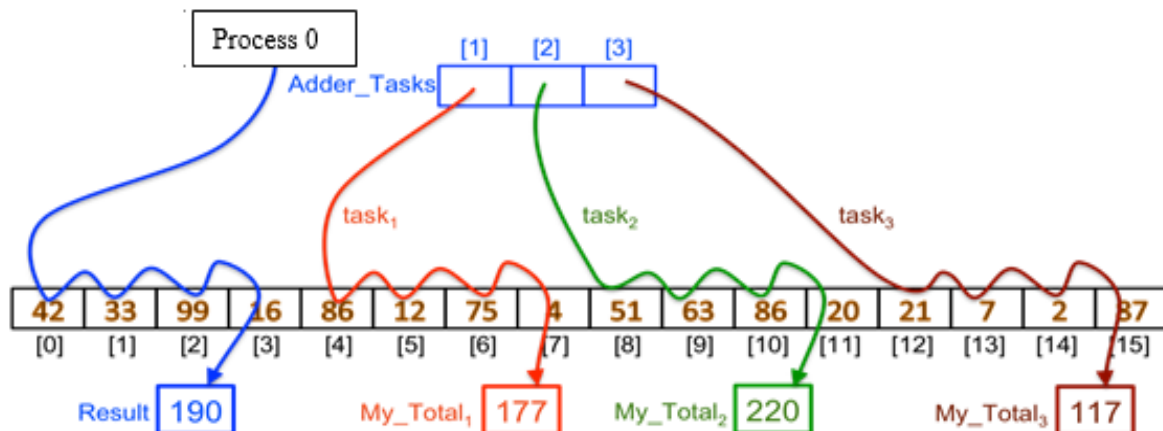 Process 0
[1] [2] [3]
Adder_Tasks
task1 task2 task3
42 33 99 16 86 12 75 4 51 63 86 20 21 7 2 87
[0] [1] [2] [3] [4] [5] [6] [7] [8] [9] [10] [11] [12] [13] [14] [15]
Result 190 My_Total1 177 My_Total2 220 My_Total3 117